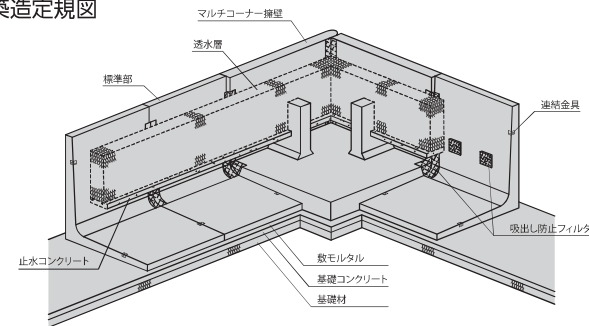 築造定規図
マルチコーナー擁壁
透水層
標準部
連結金具
吸出し防止フィルタ
止水コンクリート
敷モルタル
基礎コンクリート
基礎材